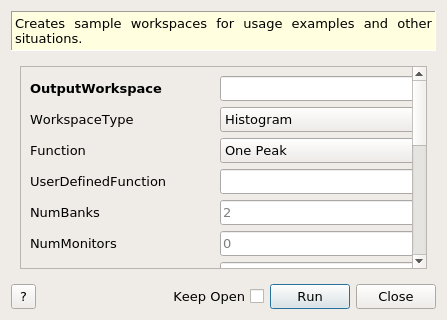 Creates sample workspaces for usage examples and other
situations.
OutputWorkspace
WorkspaceType Histogram
Function One Peak
UserDefinedFunction
NumBanks 2
NumMonitors 0
? Keep Open Run Close